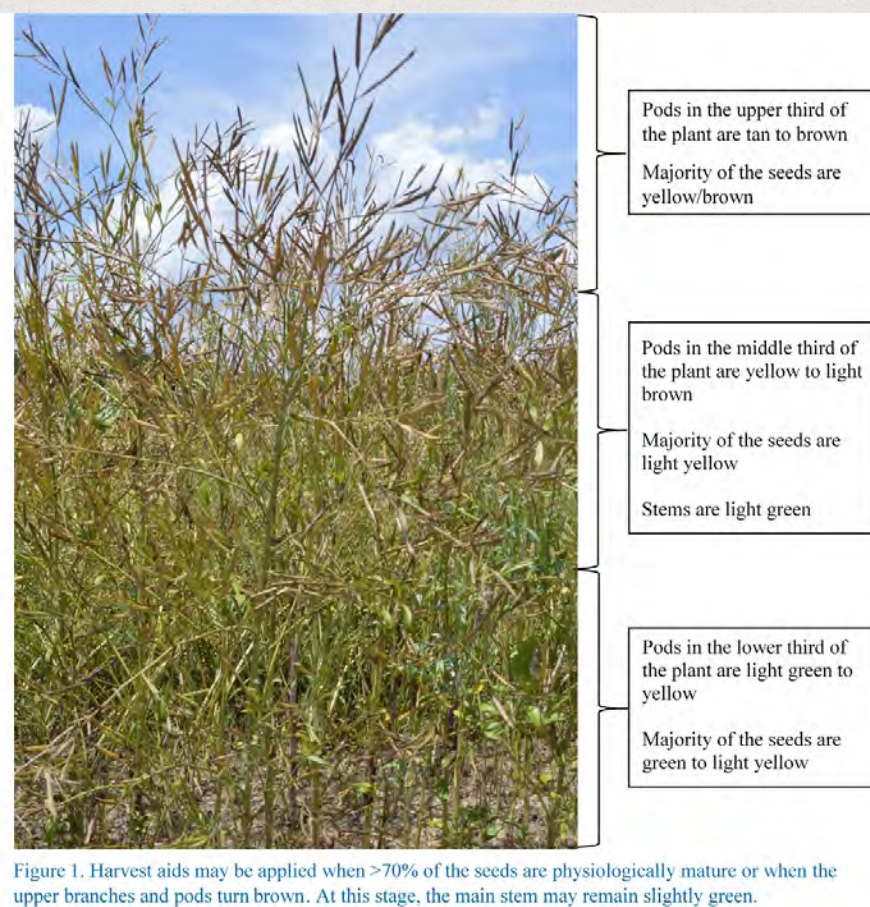 Pods in the upper third of
the plant are tan to brown
Majority of the seeds are
yellow/brown
Pods in the middle third of
the plant are yellow to light
brown
Majority of the seeds are
light yellow
Stems are light green
Pods in the lower third of
the plant are light green to
yellow
Majority of the seeds are
green to light yellow
Figure 1. Harvest aids may be applied when >70% of the seeds are physiologically mature or when the
upper branches and pods turn brown. At this stage, the main stem may remain slightly green.